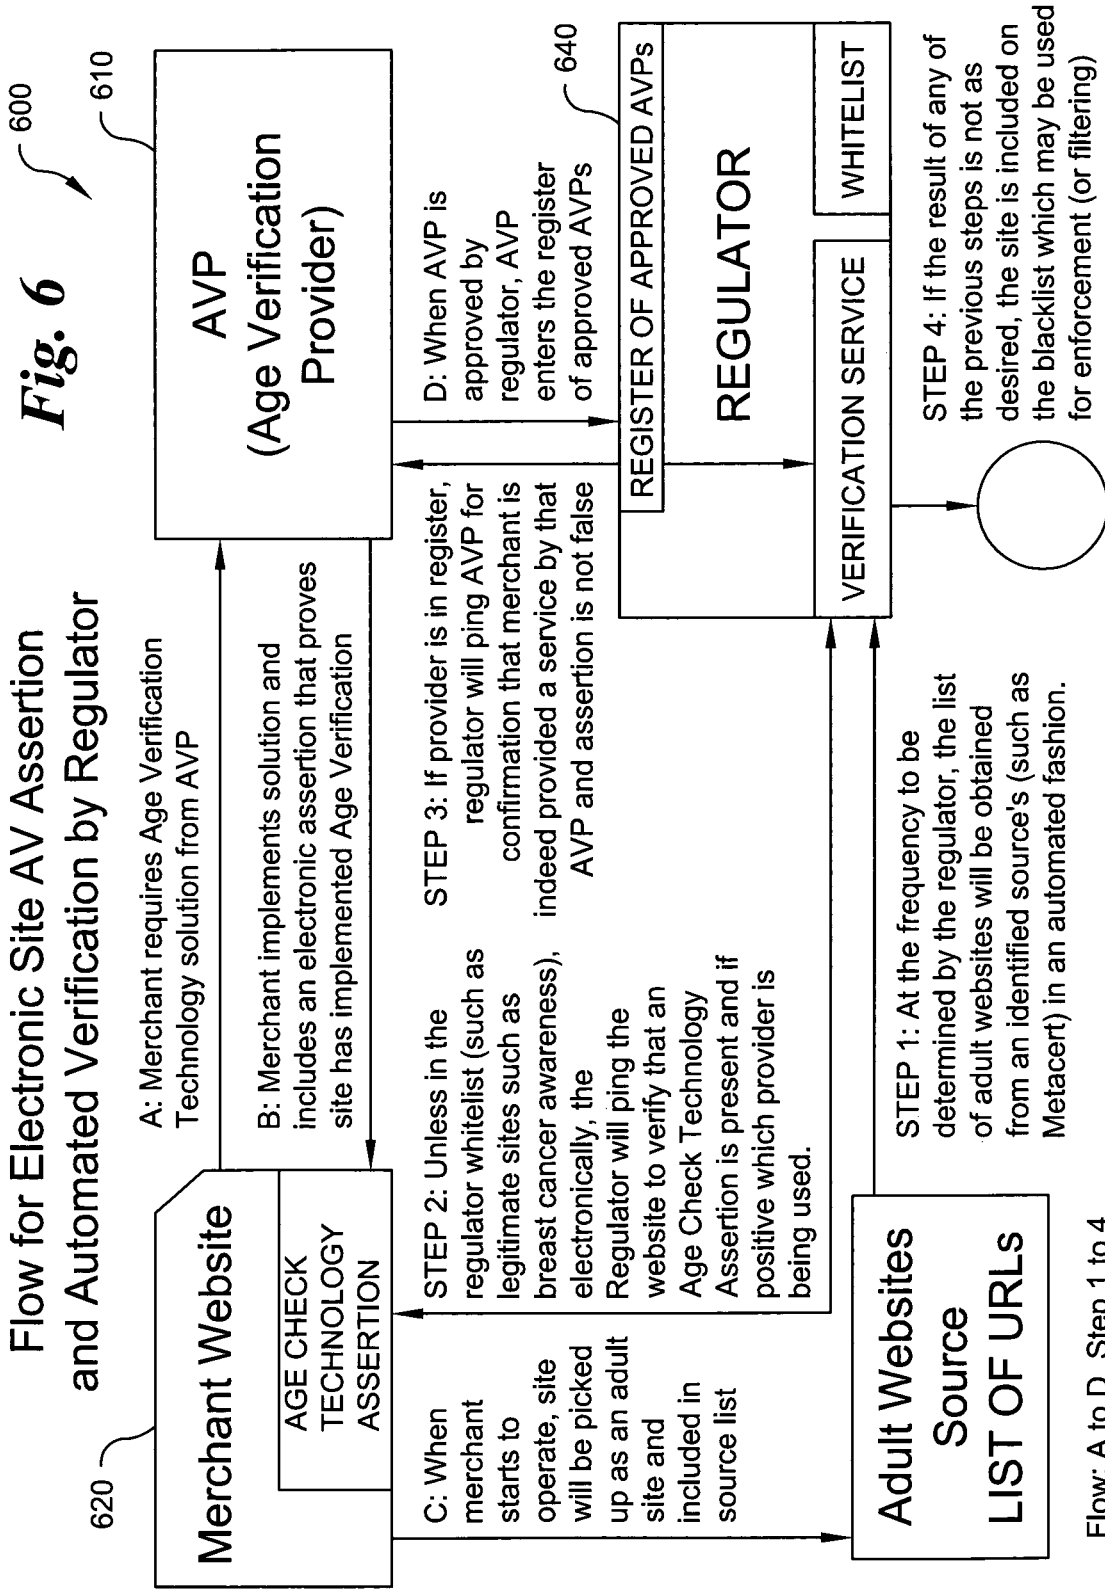 Flow for Electronic Site AV Assertion
and Automated Verification by Regulator
Fig. 6
600
620
Merchant Website
AGE CHECK
TECHNOLOGY
ASSERTION
A: Merchant requires Age Verification
Technology solution from AVP
B: Merchant implements solution and
includes an electronic assertion that proves
site has implemented Age Verification
610
AVP
(Age Verification
Provider)
C: When
merchant
starts to
operate, site
will be picked
up as an adult
site and
included in
source list
STEP 2: Unless in the
regulator whitelist (such as
legitimate sites such as
breast cancer awareness),
electronically, the
Regulator will ping the
website to verify that an
Age Check Technology
Assertion is present and if
positive which provider is
being used.
STEP 3: If provider is in register,
regulator will ping AVP for
confirmation that merchant is
indeed provided a service by that
AVP and assertion is not false
D: When AVP is
approved by
regulator, AVP
enters the register
of approved AVPs
640
REGISTER OF APPROVED AVPs
REGULATOR
VERIFICATION SERVICE
WHITELIST
Adult Websites
Source
LIST OF URLs
STEP 1: At the frequency to be
determined by the regulator, the list
of adult websites will be obtained
from an identified source's (such as
Metacert) in an automated fashion.
STEP 4: If the result of any of
the previous steps is not as
desired, the site is included on
the blacklist which may be used
for enforcement (or filtering)
Flow: A to D, Step 1 to 4